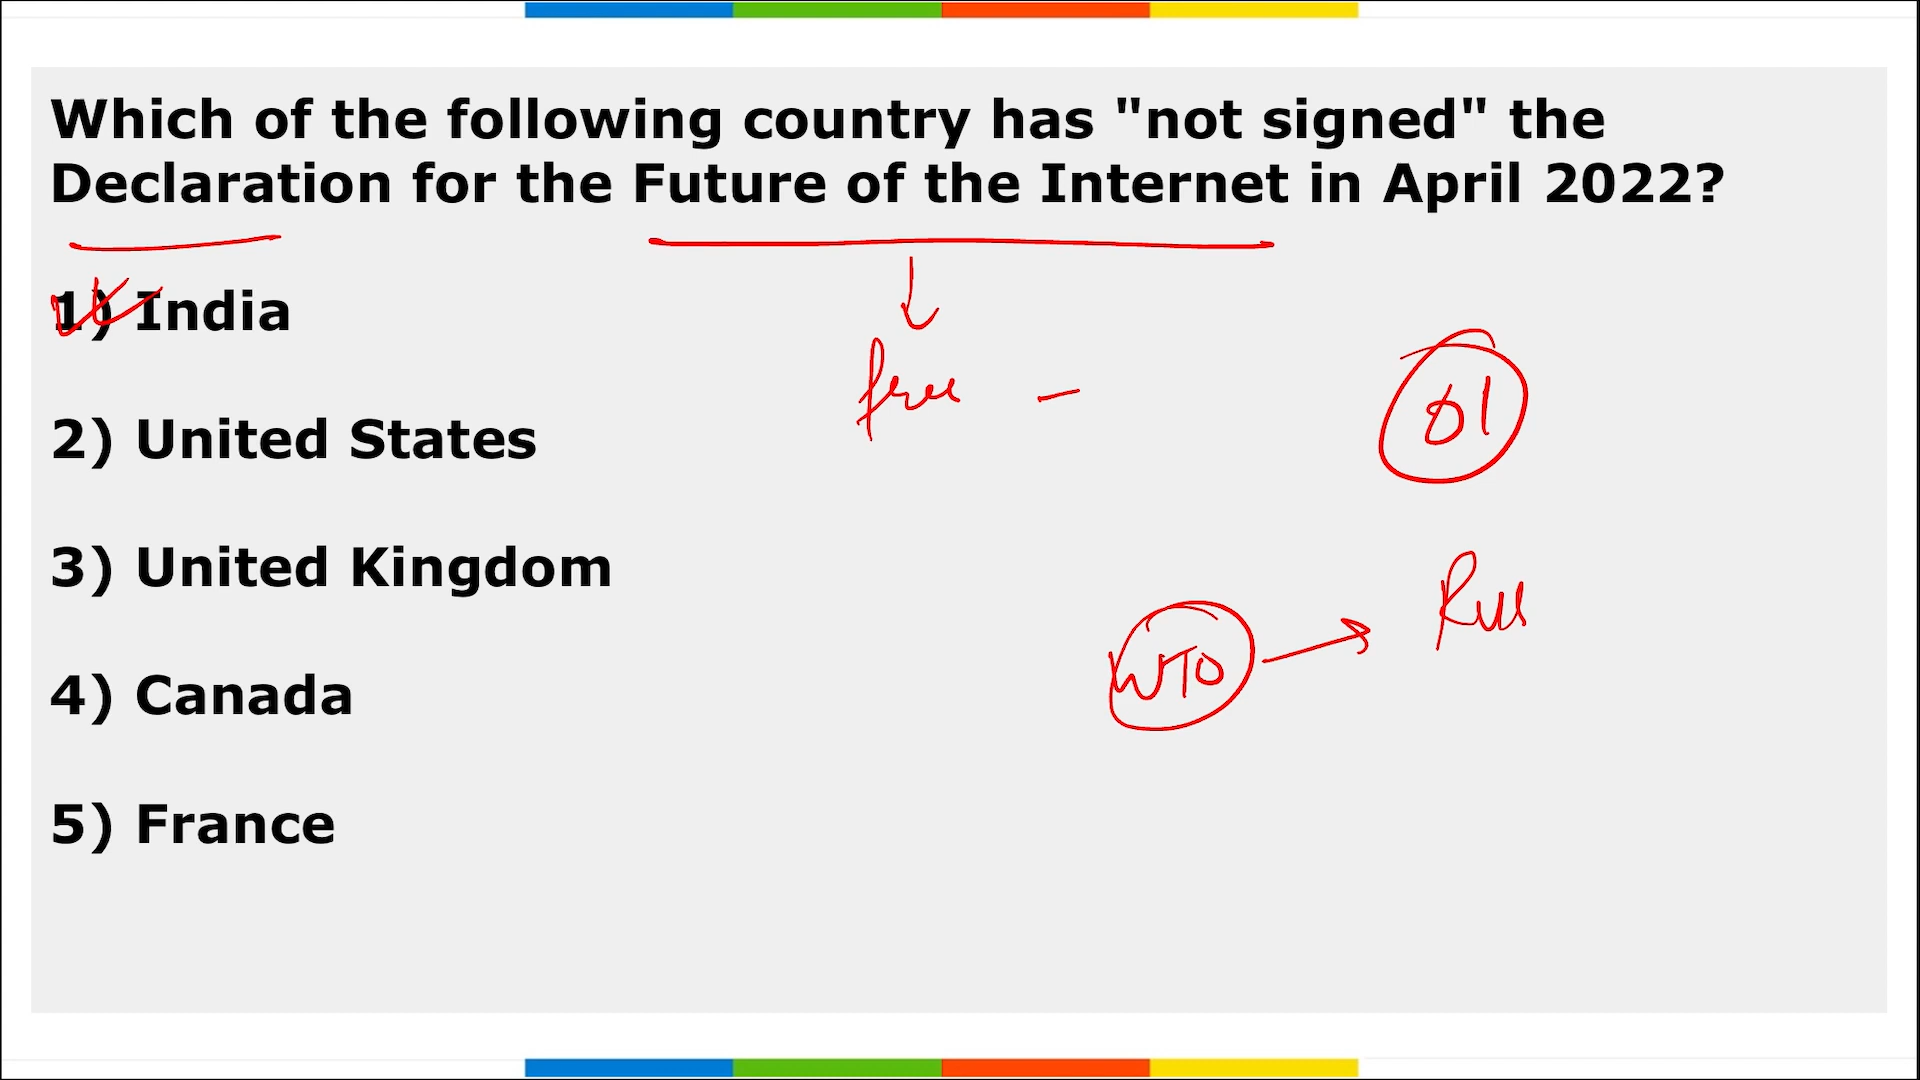 Which of the following country has "not signed" the
Declaration for the Future of the Internet in April 2022?
1) India
free -
01
2) United States
3) United Kingdom
WTO
4) Canada
5) France